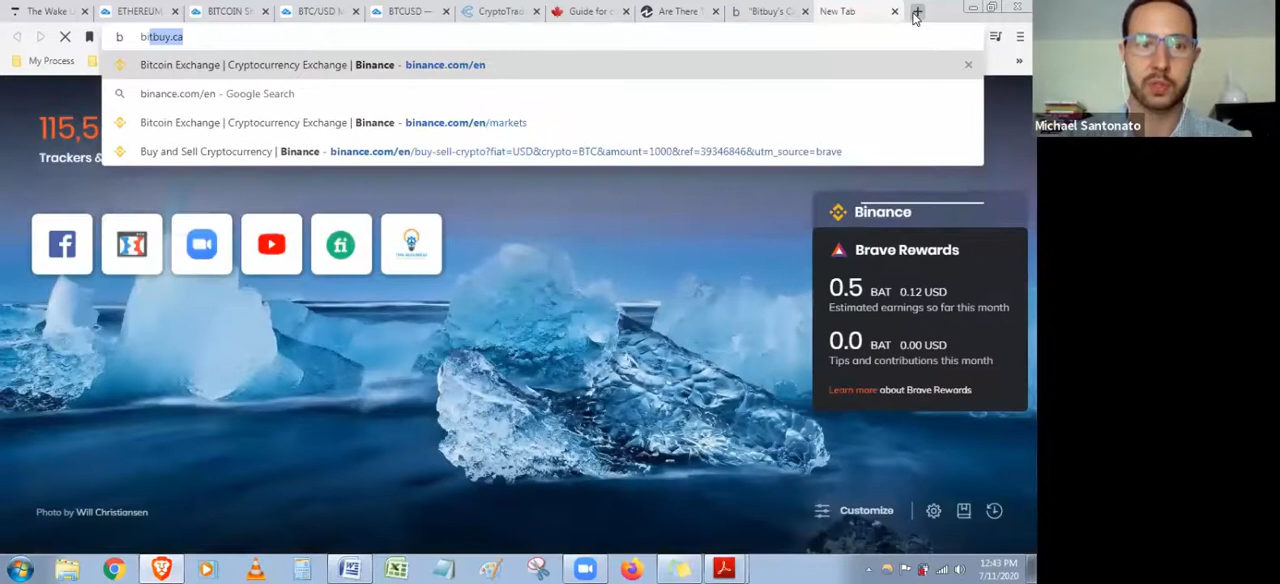 The Wake U
ETHEREUM
BITCOIN S
BTC/USD M
BTCUSD —
CryptoTrad
Guide for c
Are There T
"Bitbuy's C
New Tab
bitbuy.ca
My Process
Bitcoin Exchange | Cryptocurrency Exchange | Binance - binance.com/en
binance.com/en - Google Search
Bitcoin Exchange | Cryptocurrency Exchange | Binance - binance.com/en/markets
Buy and Sell Cryptocurrency | Binance - binance.com/en/buy-sell-crypto?fiat=USD&crypto=BTC&amount=1000&ref=39346846&utm_source=brave
Michael Santonato
115,5
Trackers &
Binance
Brave Rewards
0.5 BAT 0.12 USD
Estimated earnings so far this month
0.0 BAT 0.00 USD
Tips and contributions this month
Learn more about Brave Rewards
Photo by Will Christiansen
Customize
12:43 PM
7/11/2020